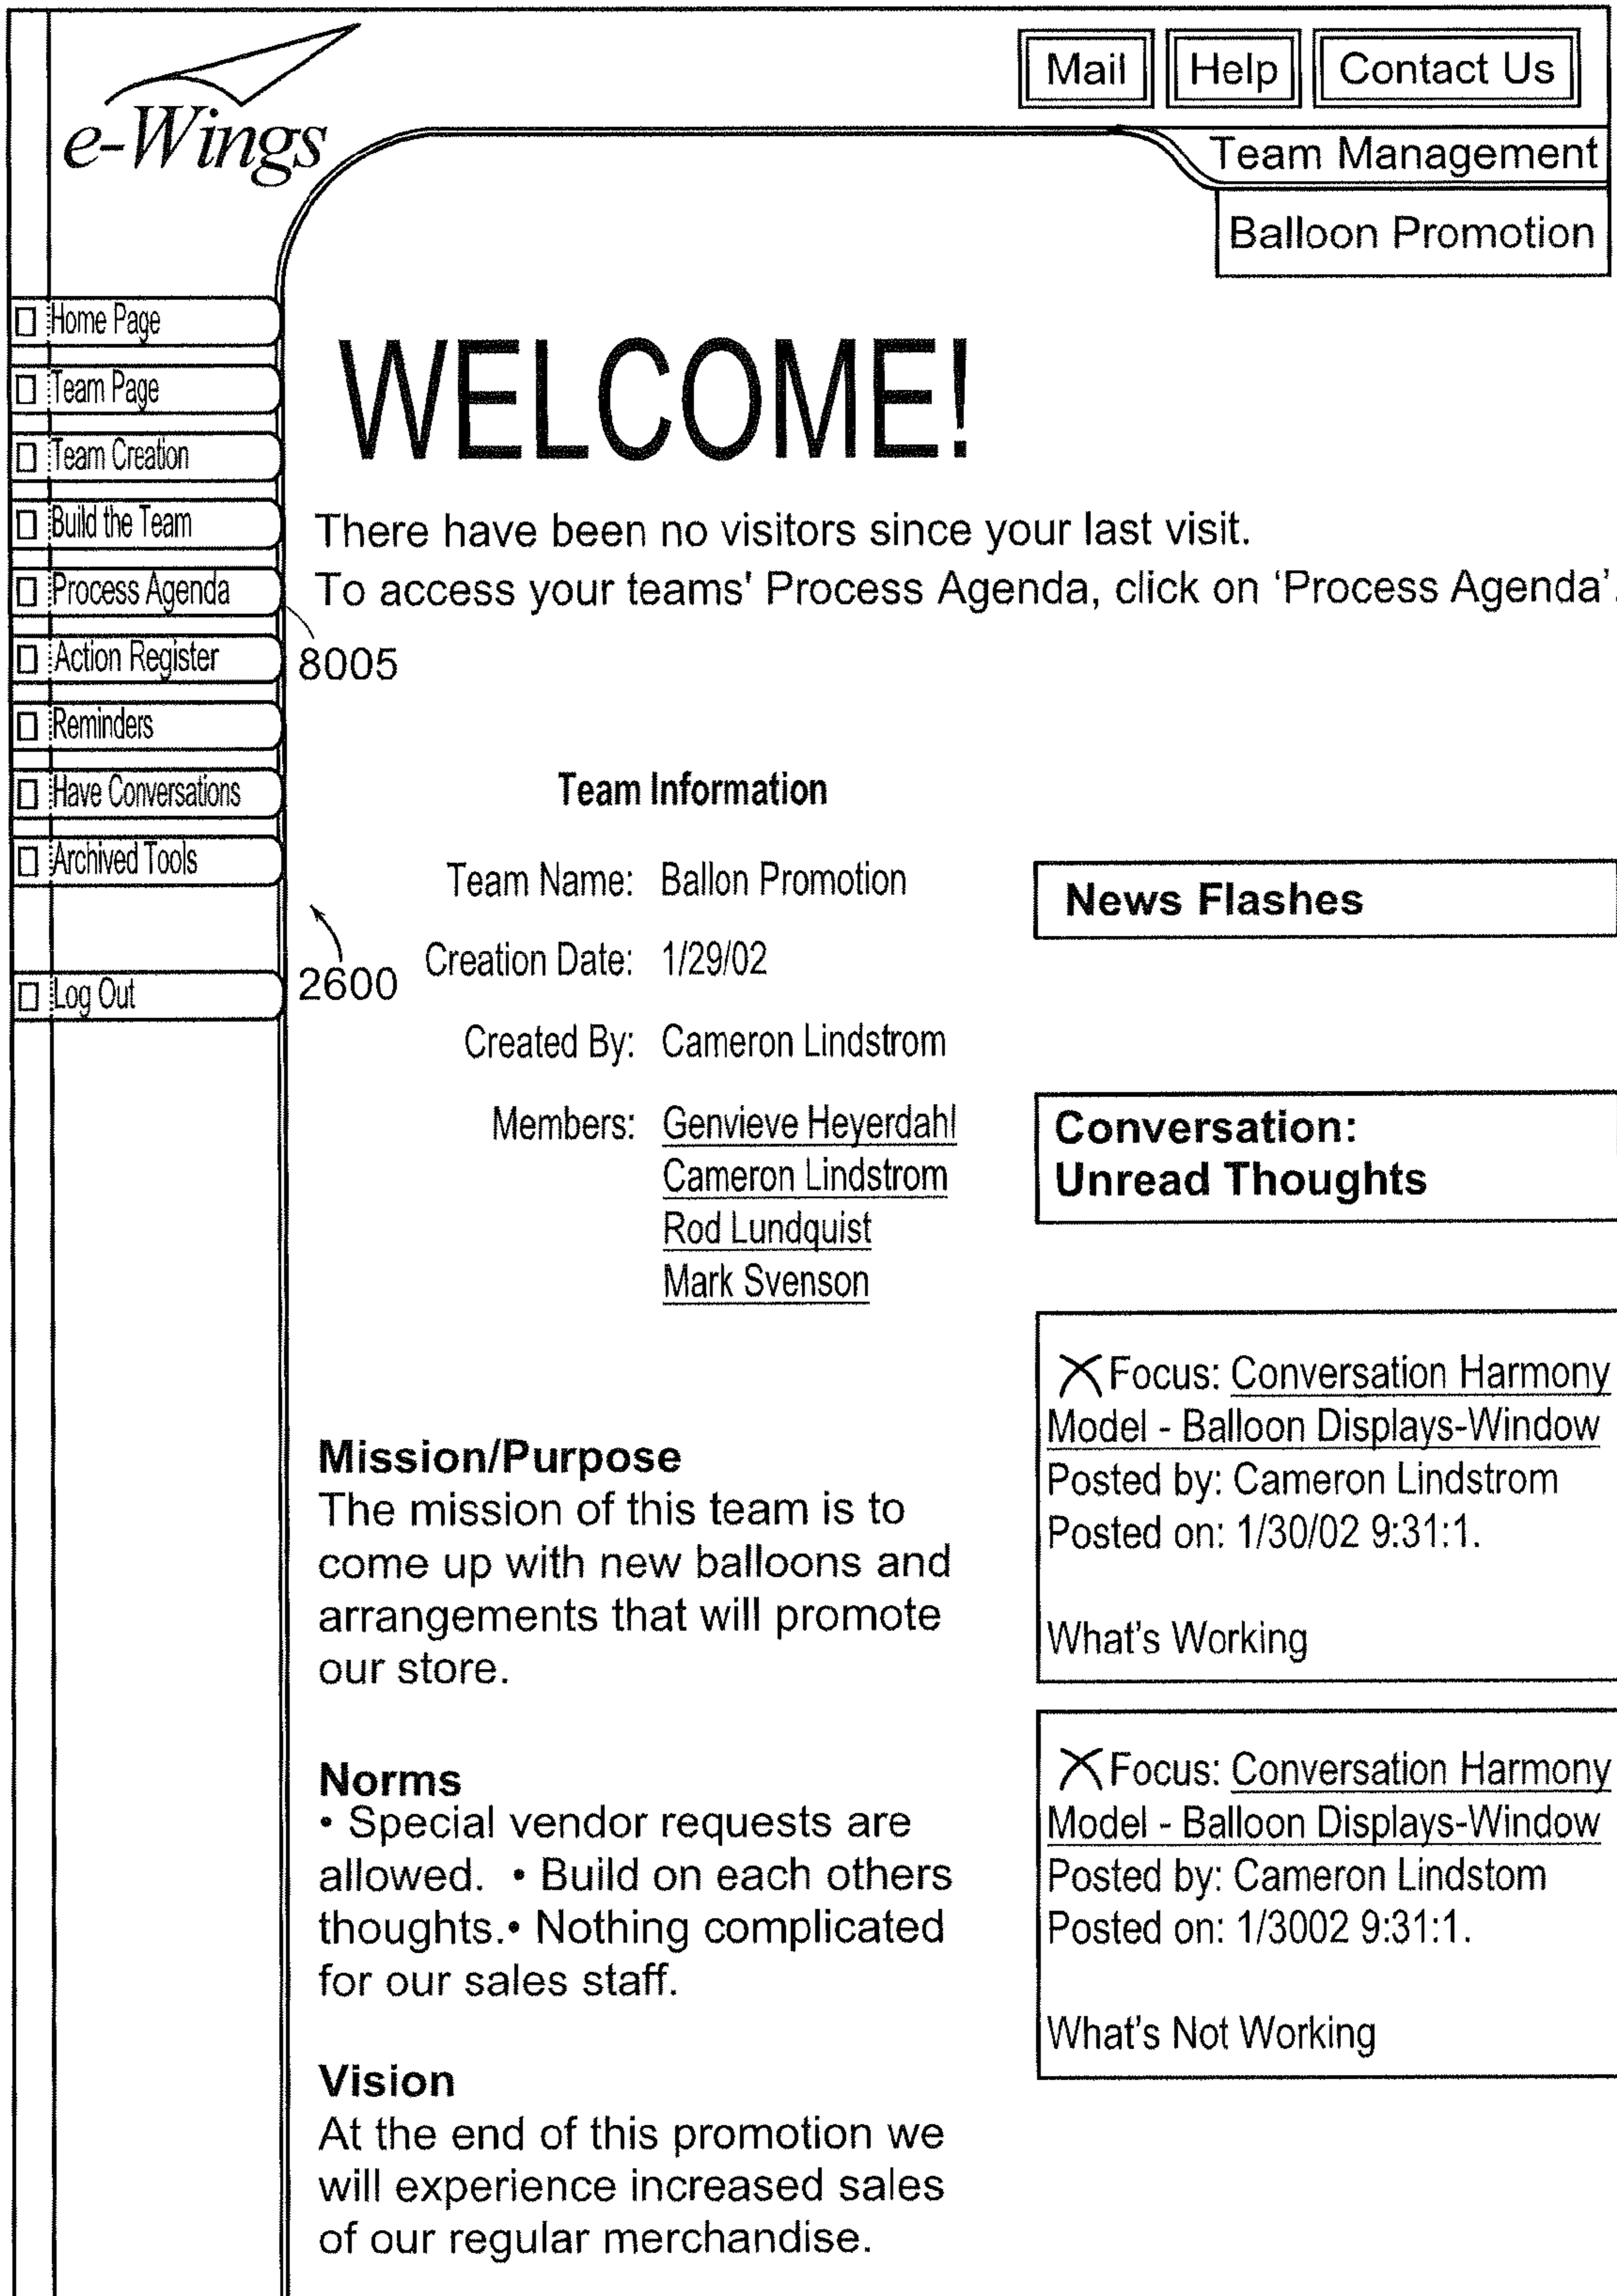 e-Wings
Mail
Help
Contact Us
Team Management
Balloon Promotion
Home Page
Team Page
Team Creation
Build the Team
Process Agenda
Action Register
Reminders
Have Conversations
Archived Tools
Log Out
8005
2600
WELCOME!
There have been no visitors since your last visit.
To access your teams' Process Agenda, click on ‘Process Agenda’.
Team Information
Team Name: Ballon Promotion
Creation Date: 1/29/02
Created By: Cameron Lindstrom
Members: Genvieve Heyerdahl
Cameron Lindstrom
Rod Lundquist
Mark Svenson
Mission/Purpose
The mission of this team is to
come up with new balloons and
arrangements that will promote
our store.
Norms
• Special vendor requests are
allowed. • Build on each others
thoughts.• Nothing complicated
for our sales staff.
Vision
At the end of this promotion we
will experience increased sales
of our regular merchandise.
News Flashes
Conversation:
Unread Thoughts
Focus: Conversation Harmony
Model - Balloon Displays-Window
Posted by: Cameron Lindstrom
Posted on: 1/30/02 9:31:1.
What's Working
Focus: Conversation Harmony
Model - Balloon Displays-Window
Posted by: Cameron Lindstom
Posted on: 1/3002 9:31:1.
What's Not Working